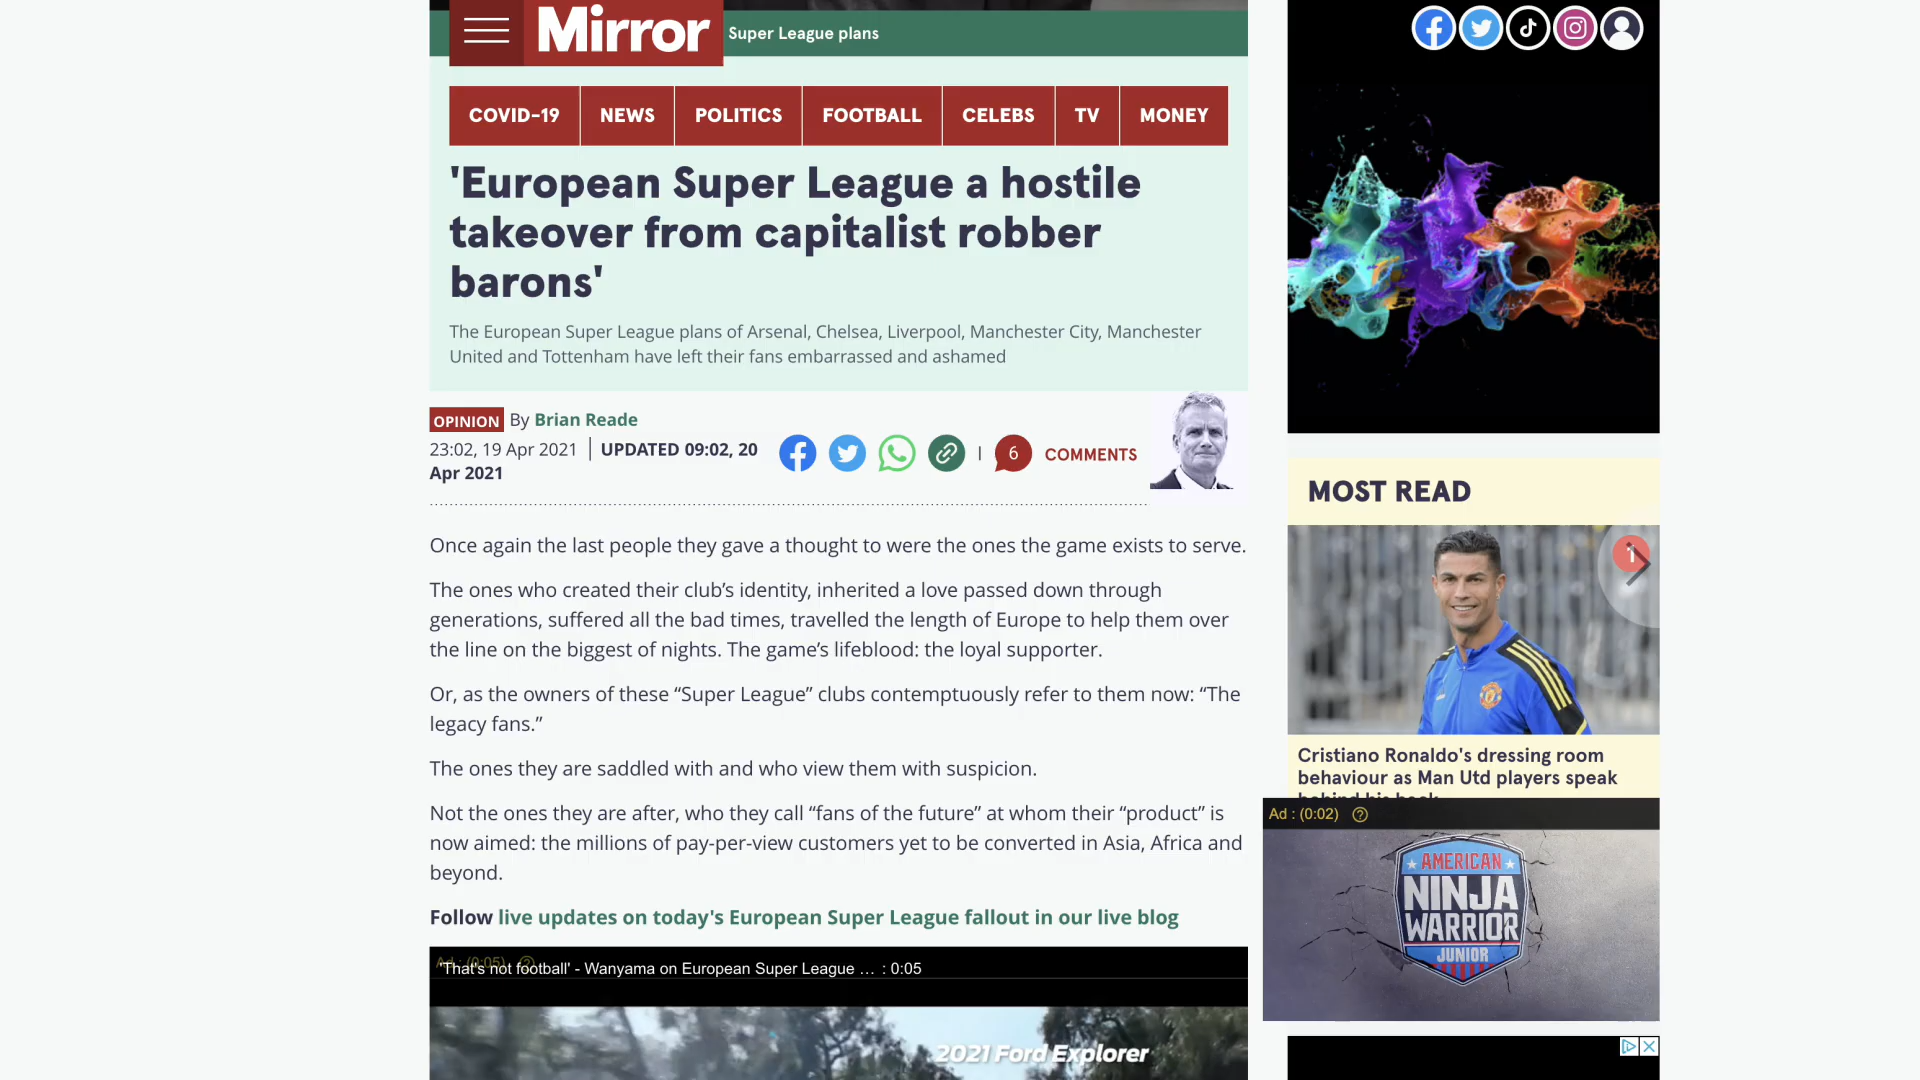 Mirror
Super League plans
COVID-19 NEWS POLITICS FOOTBALL CELEBS TV MONEY
'European Super League a hostile
takeover from capitalist robber
barons'
The European Super League plans of Arsenal, Chelsea, Liverpool, Manchester City, Manchester
United and Tottenham have left their fans embarrassed and ashamed
OPINION By Brian Reade
23:02, 19 Apr 2021 | UPDATED 09:02, 20
Apr 2021
6 COMMENTS
Once again the last people they gave a thought to were the ones the game exists to serve.
The ones who created their club’s identity, inherited a love passed down through
generations, suffered all the bad times, travelled the length of Europe to help them over
the line on the biggest of nights. The game’s lifeblood: the loyal supporter.
Or, as the owners of these “Super League” clubs contemptuously refer to them now: “The
legacy fans.”
The ones they are saddled with and who view them with suspicion.
Not the ones they are after, who they call “fans of the future” at whom their “product” is
now aimed: the millions of pay-per-view customers yet to be converted in Asia, Africa and
beyond.
Follow live updates on today's European Super League fallout in our live blog
Ad : (0:05)
'That's not football' - Wanyama on European Super League ... : 0:05
2021 Ford Explorer
MOST READ
1
Cristiano Ronaldo's dressing room
behaviour as Man Utd players speak
behind his back
Ad : (0:02)
AMERICAN
NINJA
WARRIOR
JUNIOR